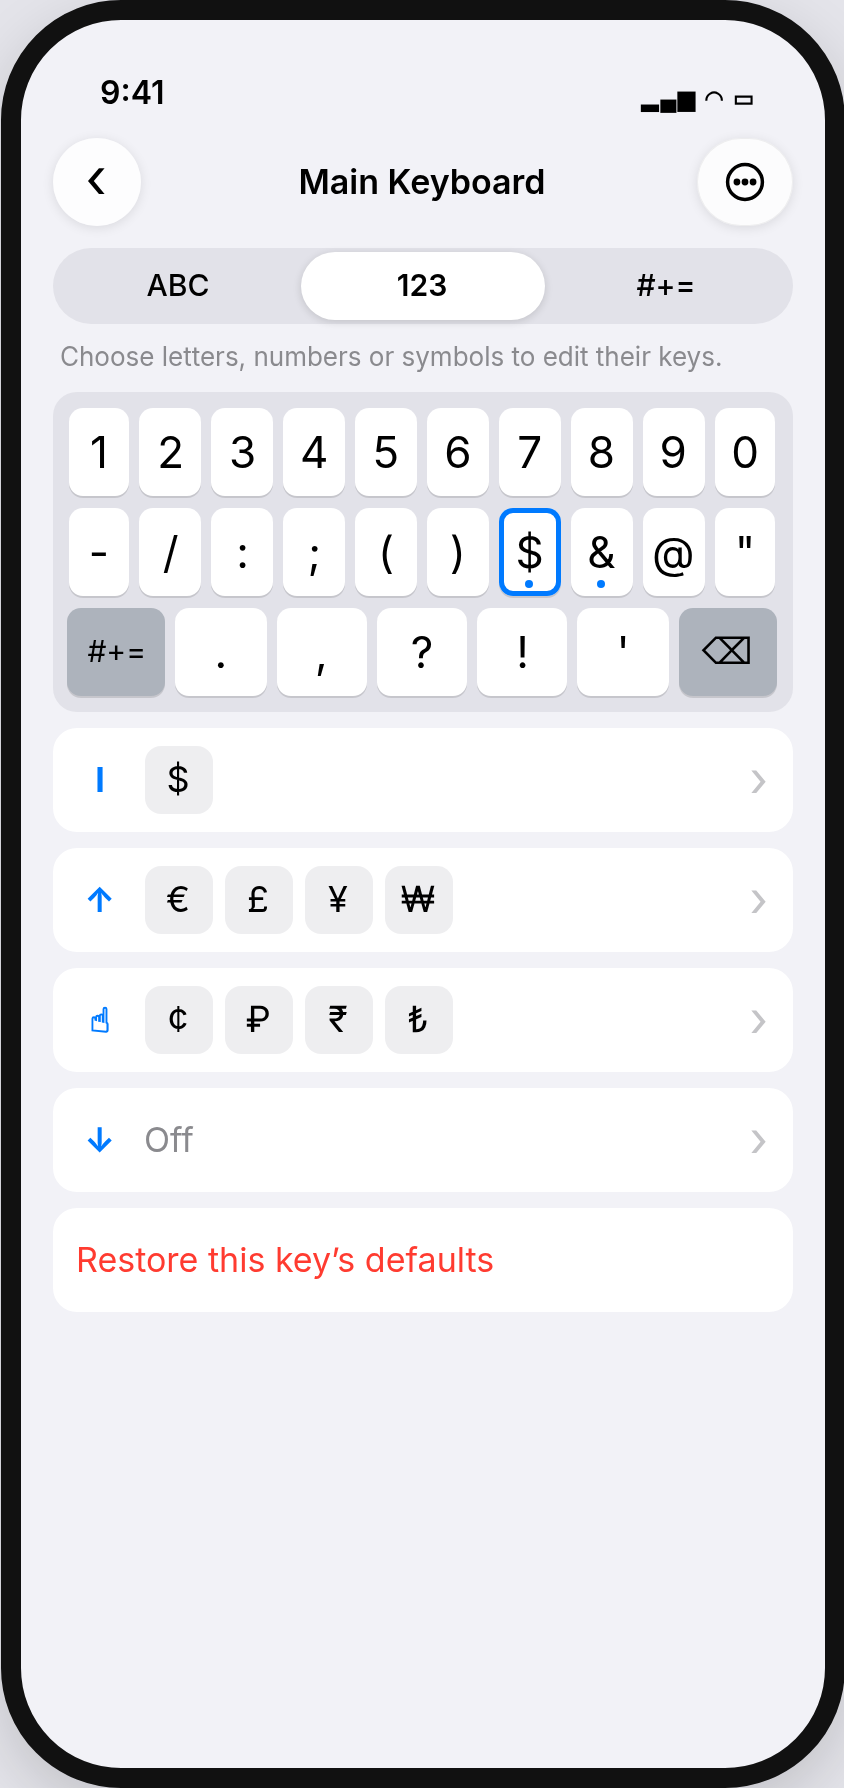 9:41
Main Keyboard
ABC 123 #+=
Choose letters, numbers or symbols to edit their keys.
1 2 3 4 5 6 7 8 9 0
- / : ; ( ) $ & @ "
#+= . , ? ! ' ⌫
$
€ £ ¥ ₩
¢ ₽ ₹ ₺
Off
Restore this key’s defaults